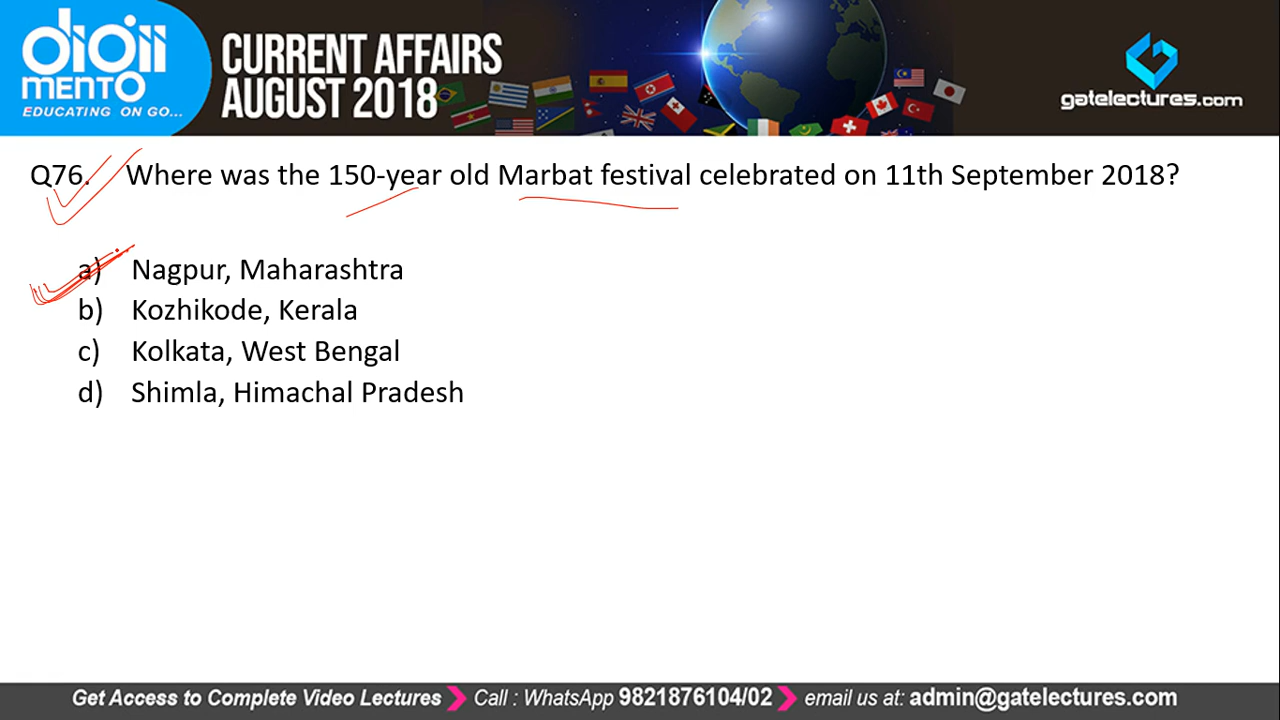 digii
MENTO
EDUCATING ON GO...
CURRENT AFFAIRS
AUGUST 2018
gatelectures.com
Q76. Where was the 150-year old Marbat festival celebrated on 11th September 2018?
a) Nagpur, Maharashtra
b) Kozhikode, Kerala
c) Kolkata, West Bengal
d) Shimla, Himachal Pradesh
Get Access to Complete Video Lectures Call : WhatsApp 9821876104/02 email us at: admin@gatelectures.com